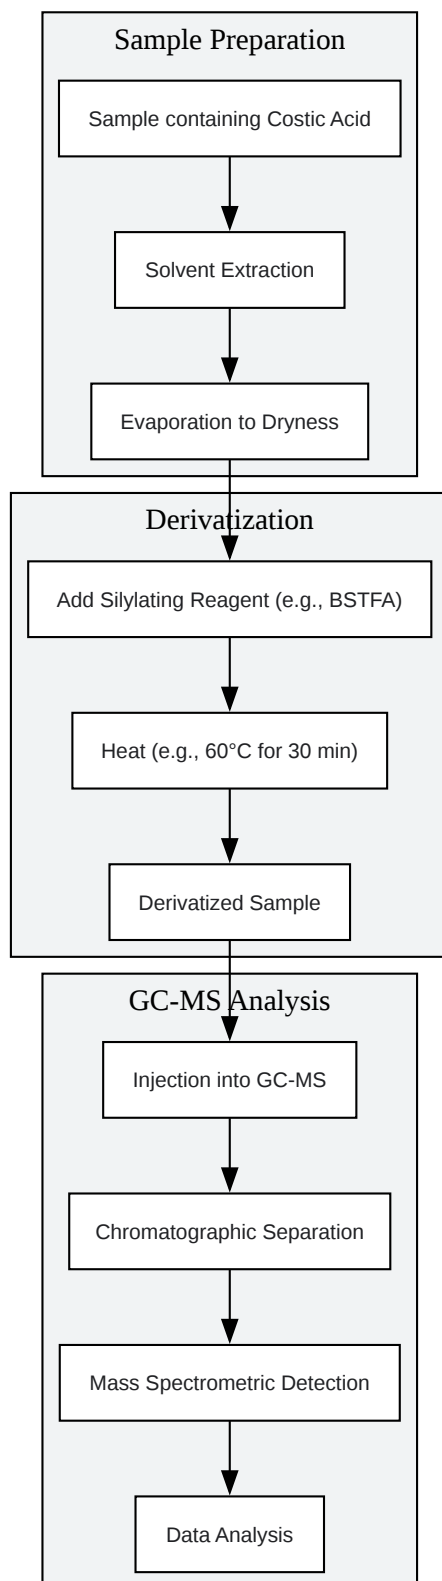 Sample Preparation
Sample containing Costic Acid
Solvent Extraction
Evaporation to Dryness
Derivatization
Add Silylating Reagent (e.g., BSTFA)
Heat (e.g., 60°C for 30 min)
Derivatized Sample
GC-MS Analysis
Injection into GC-MS
Chromatographic Separation
Mass Spectrometric Detection
Data Analysis